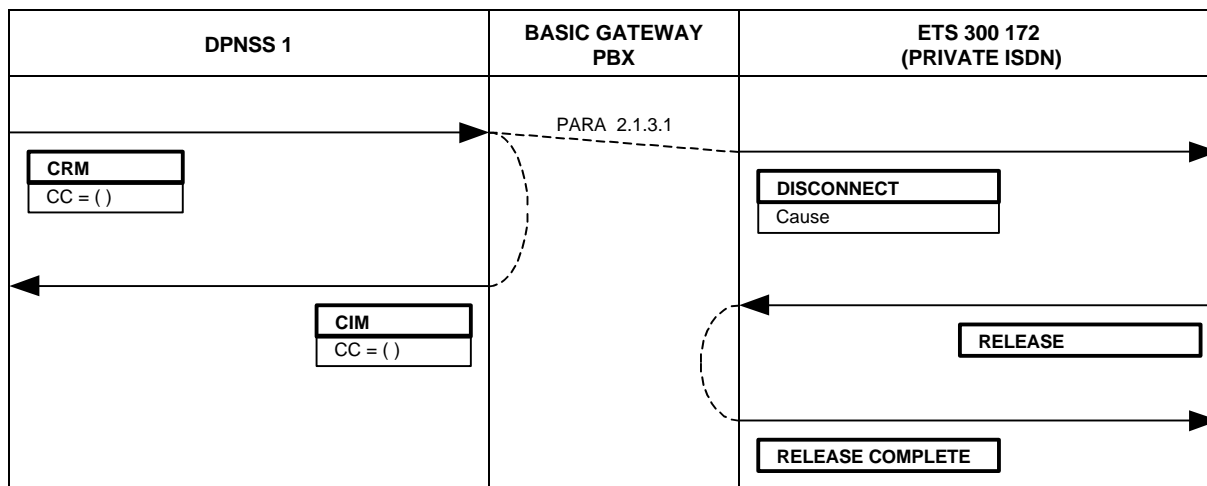 DPNSS 1
BASIC GATEWAY
PBX
ETS 300 172
(PRIVATE ISDN)
PARA 2.1.3.1
CRM
CC = ( )
DISCONNECT
Cause
CIM
CC = ( )
RELEASE
RELEASE COMPLETE